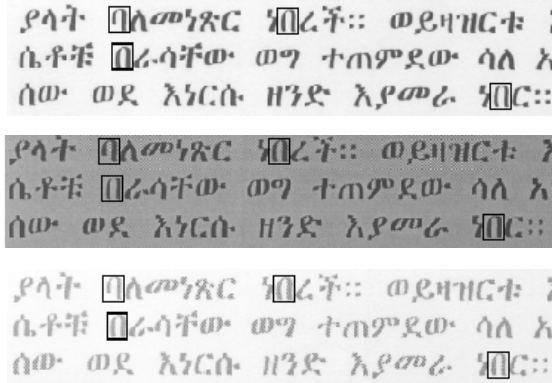 ያላት ባለመነጽር ነበረች፡፡ ወይዛዝርቱ
ሴቶቹ በራሳቸው ወግ ተጠምደው ሳለ
ሰው ወደ እነርሱ ዘንድ እያመራ ነበር፡፡
ያላት ባለመነጽር ነበረች፡፡ ወይዛዝርቱ
ሴቶቹ በራሳቸው ወግ ተጠምደው ሳለ
ሰው ወደ እነርሱ ዘንድ እያመራ ነበር፡፡
ያላት ባለመነጽር ነበረች፡፡ ወይዛዝርቱ
ሴቶቹ በራሳቸው ወግ ተጠምደው ሳለ
ሰው ወደ እነርሱ ዘንድ እያመራ ነበር፡፡